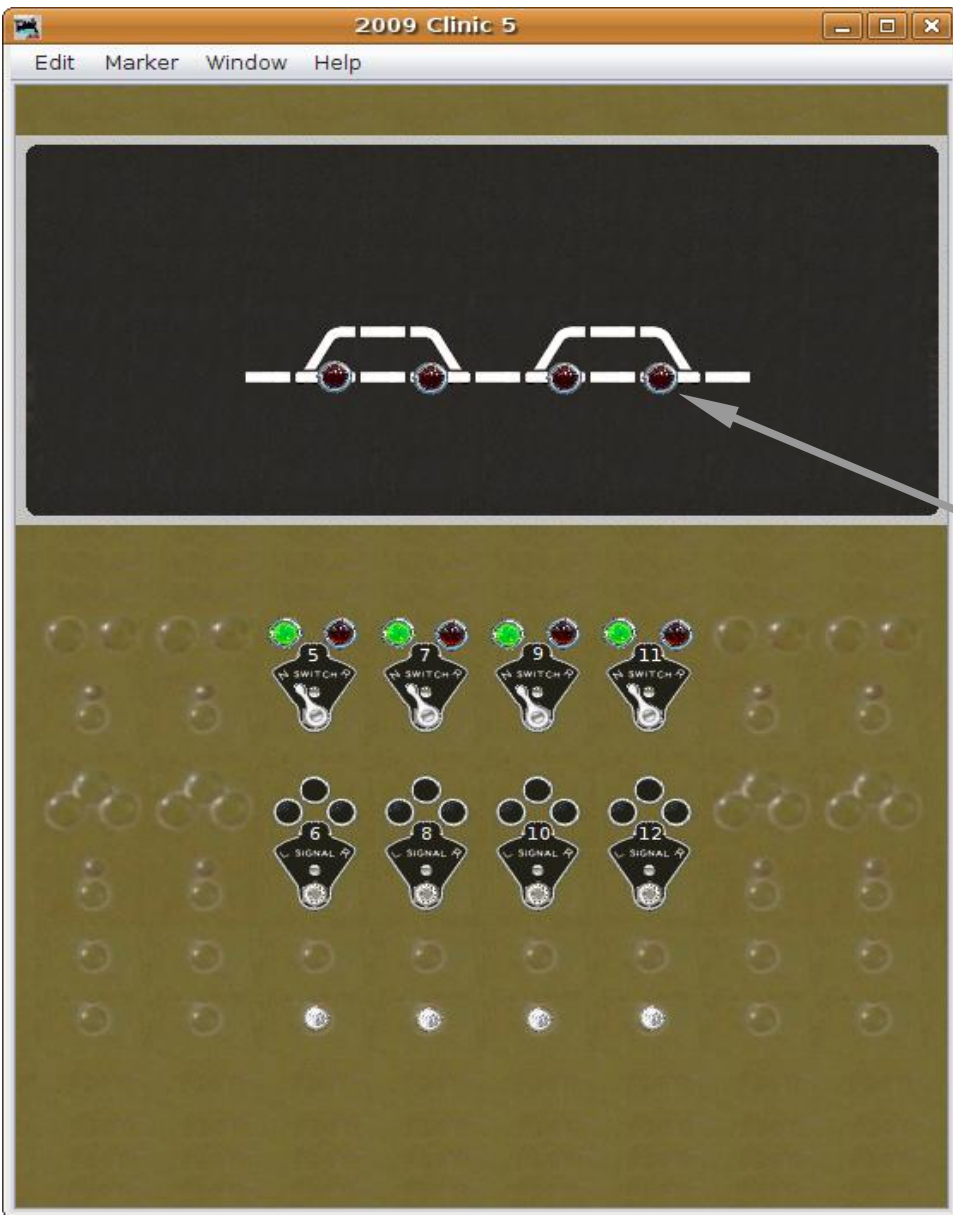 2009 Clinic 5
Edit Marker Window Help
5 7 9 11
N SWITCH R N SWITCH R N SWITCH R N SWITCH R
6 8 10 12
L SIGNAL R L SIGNAL R L SIGNAL R L SIGNAL R